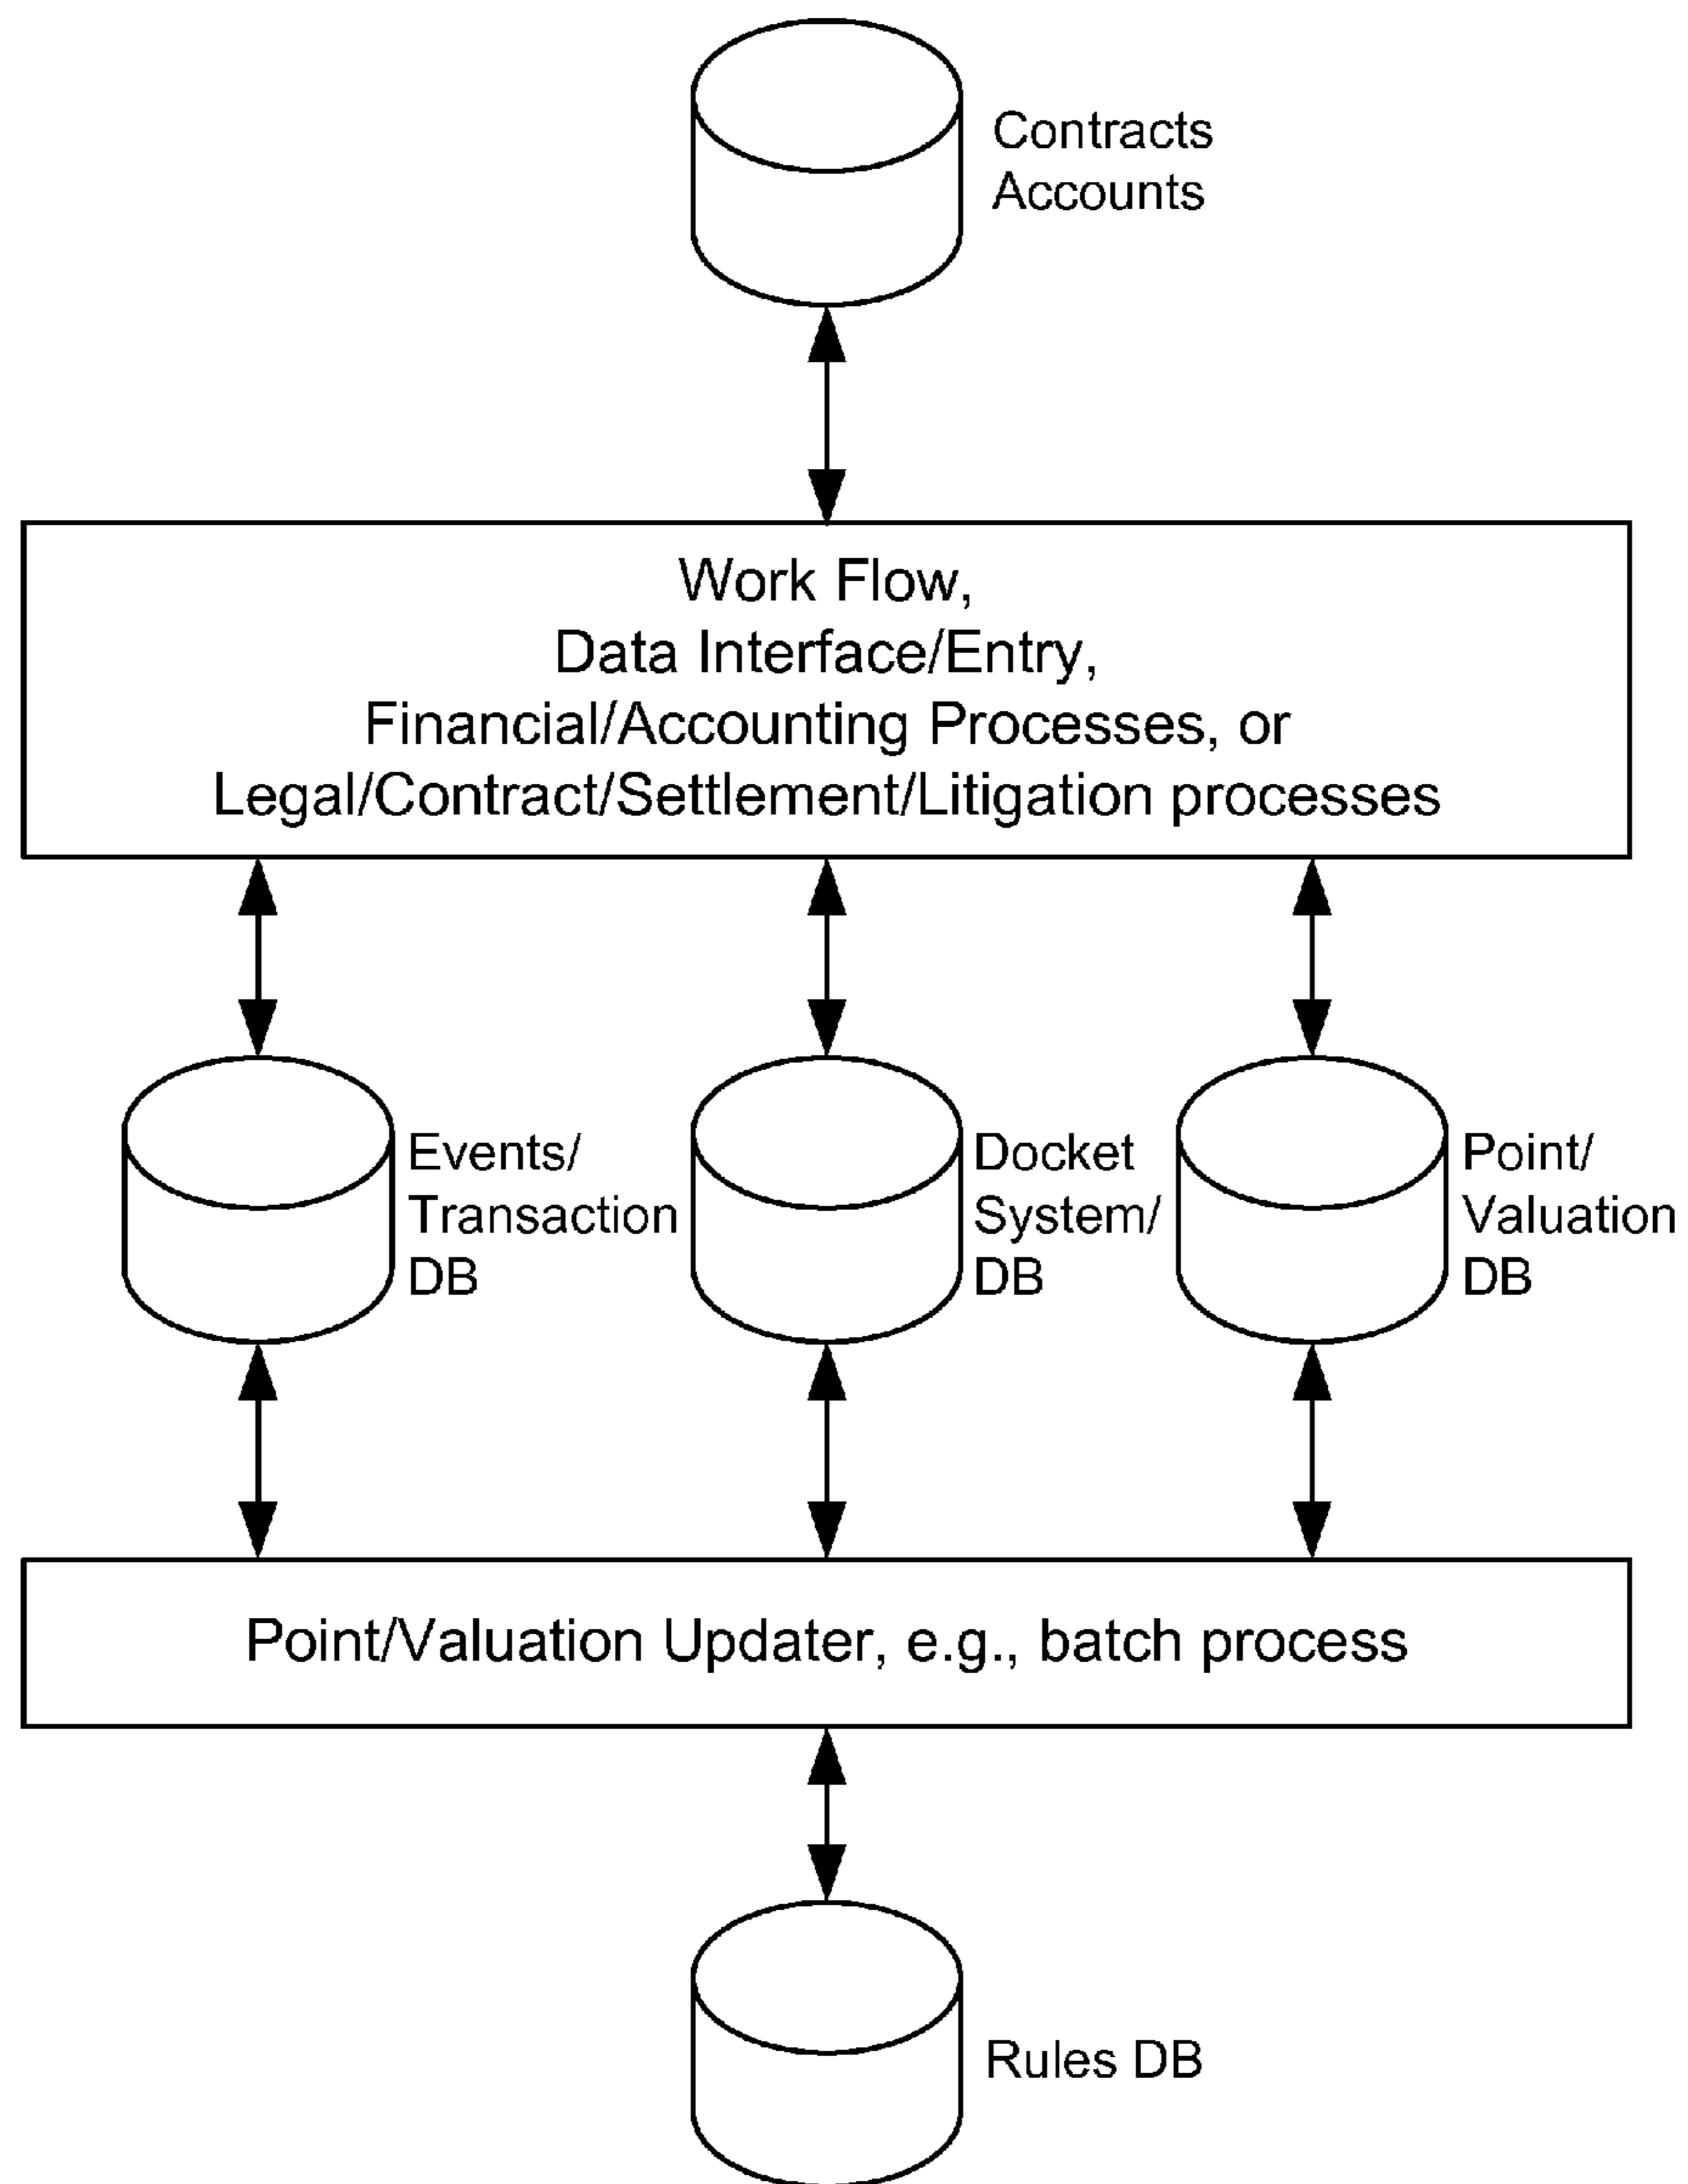 Contracts
Accounts
Work Flow,
Data Interface/Entry,
Financial/Accounting Processes, or
Legal/Contract/Settlement/Litigation processes
Events/
Transaction
DB
Docket
System/
DB
Point/
Valuation
DB
Point/Valuation Updater, e.g., batch process
Rules DB